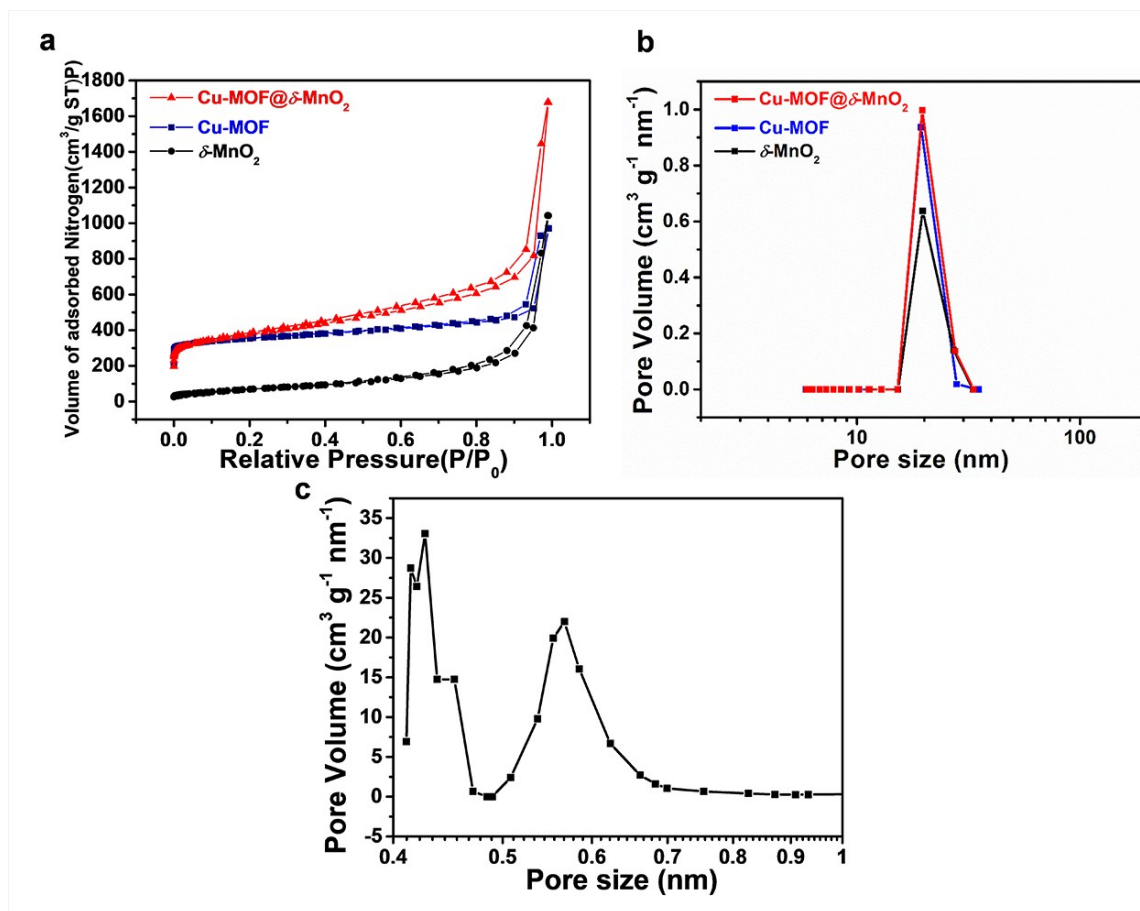 a
Volume of adsorbed Nitrogen(cm³/g ST)P)
1800
1600
1400
1200
1000
800
600
400
200
0
Cu-MOF@δ-MnO₂
Cu-MOF
δ-MnO₂
0.0 0.2 0.4 0.6 0.8 1.0
Relative Pressure(P/P₀)
b
Pore Volume (cm³ g⁻¹ nm⁻¹)
1.0
0.8
0.6
0.4
0.2
0.0
Cu-MOF@δ-MnO₂
Cu-MOF
δ-MnO₂
10 100
Pore size (nm)
c
Pore Volume (cm³ g⁻¹ nm⁻¹)
35
30
25
20
15
10
5
0
-5
0.4 0.5 0.6 0.7 0.8 0.9 1
Pore size (nm)